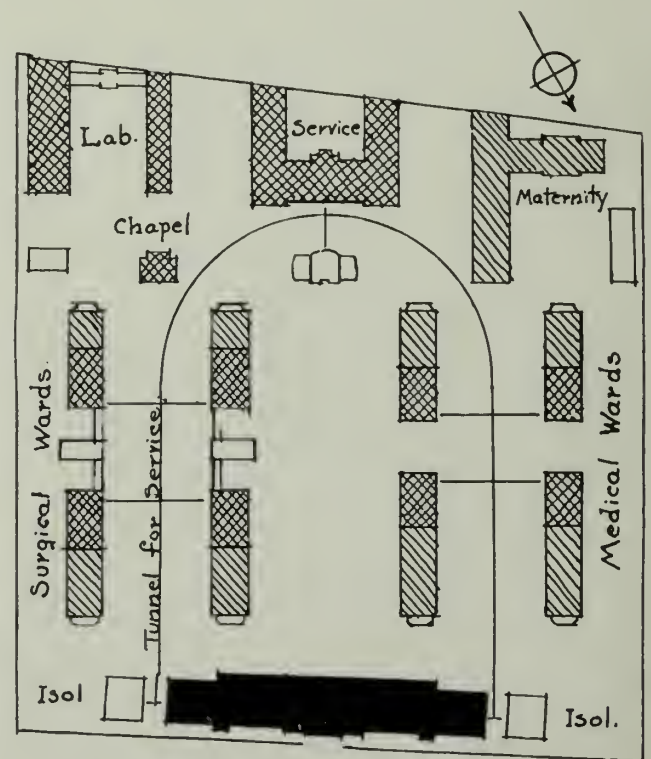 Lab.
Service
Maternity
Chapel
Surgical Wards.
Tunnel for Service
Medical Wards
Isol
Isol.